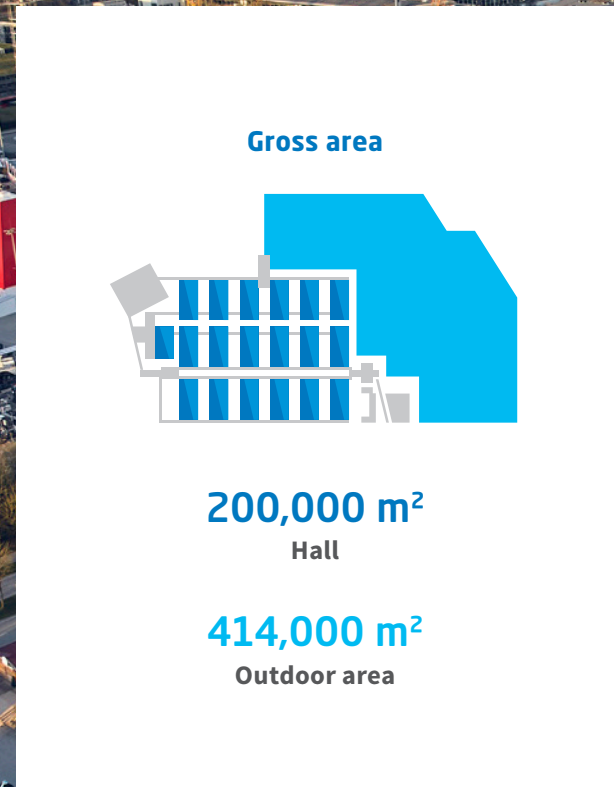 Gross area
200,000 m²
Hall
414,000 m²
Outdoor area